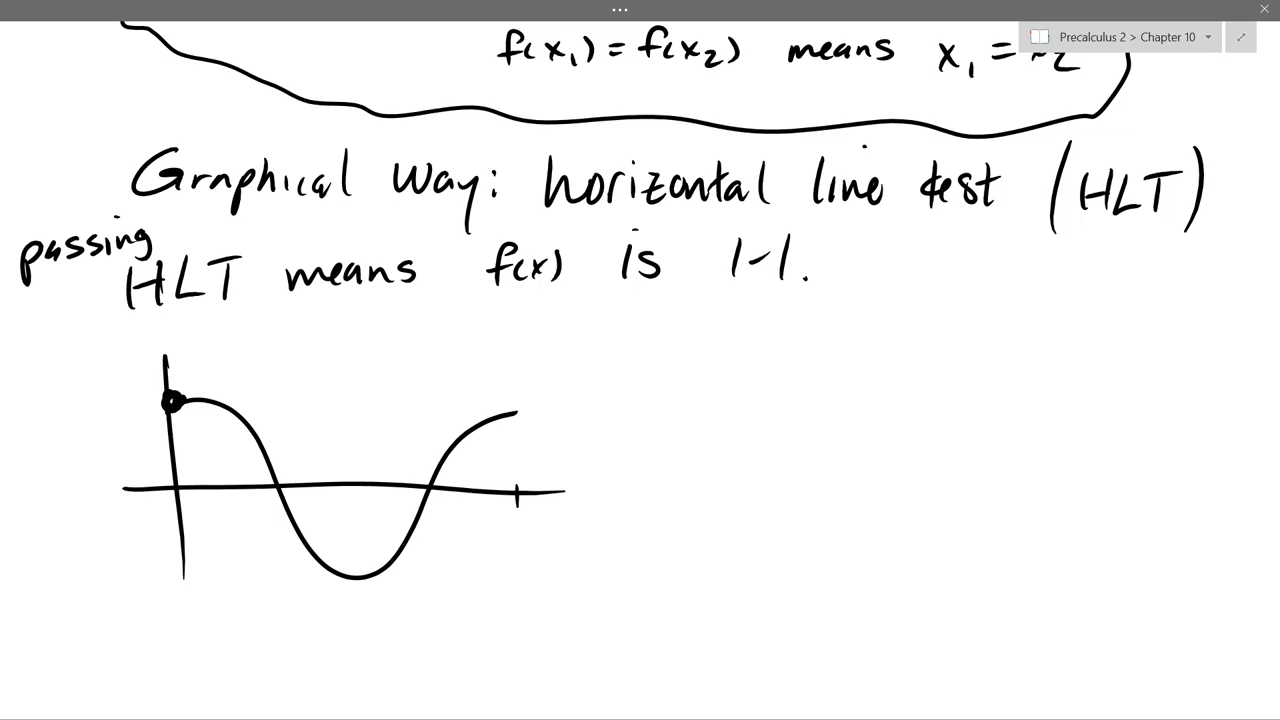 Precalculus 2 > Chapter 10
f(x₁) = f(x₂) means x₁ = x₂
Graphical way: horizontal line test (HLT)
passing
HLT means f(x) is 1-1.